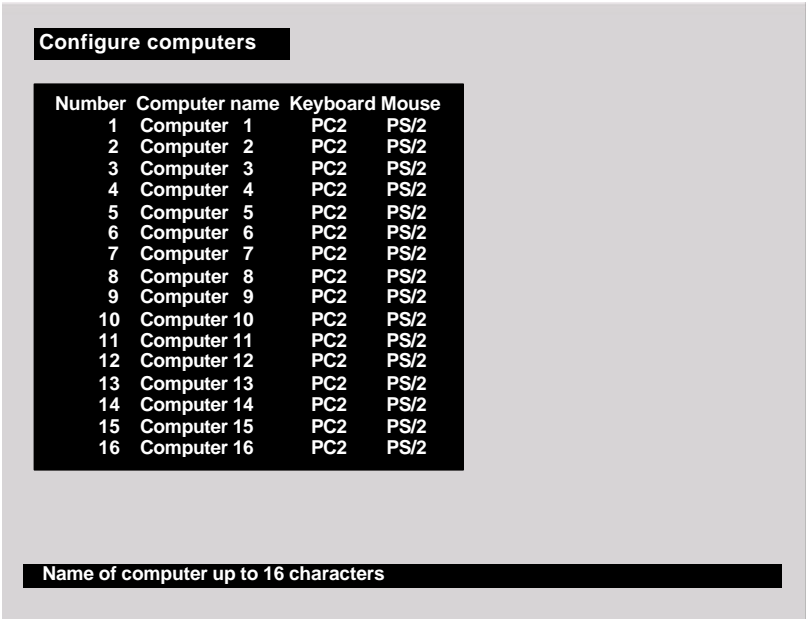 Configure computers
Number Computer name Keyboard Mouse
1 Computer 1 PC2 PS/2
2 Computer 2 PC2 PS/2
3 Computer 3 PC2 PS/2
4 Computer 4 PC2 PS/2
5 Computer 5 PC2 PS/2
6 Computer 6 PC2 PS/2
7 Computer 7 PC2 PS/2
8 Computer 8 PC2 PS/2
9 Computer 9 PC2 PS/2
10 Computer 10 PC2 PS/2
11 Computer 11 PC2 PS/2
12 Computer 12 PC2 PS/2
13 Computer 13 PC2 PS/2
14 Computer 14 PC2 PS/2
15 Computer 15 PC2 PS/2
16 Computer 16 PC2 PS/2
Name of computer up to 16 characters